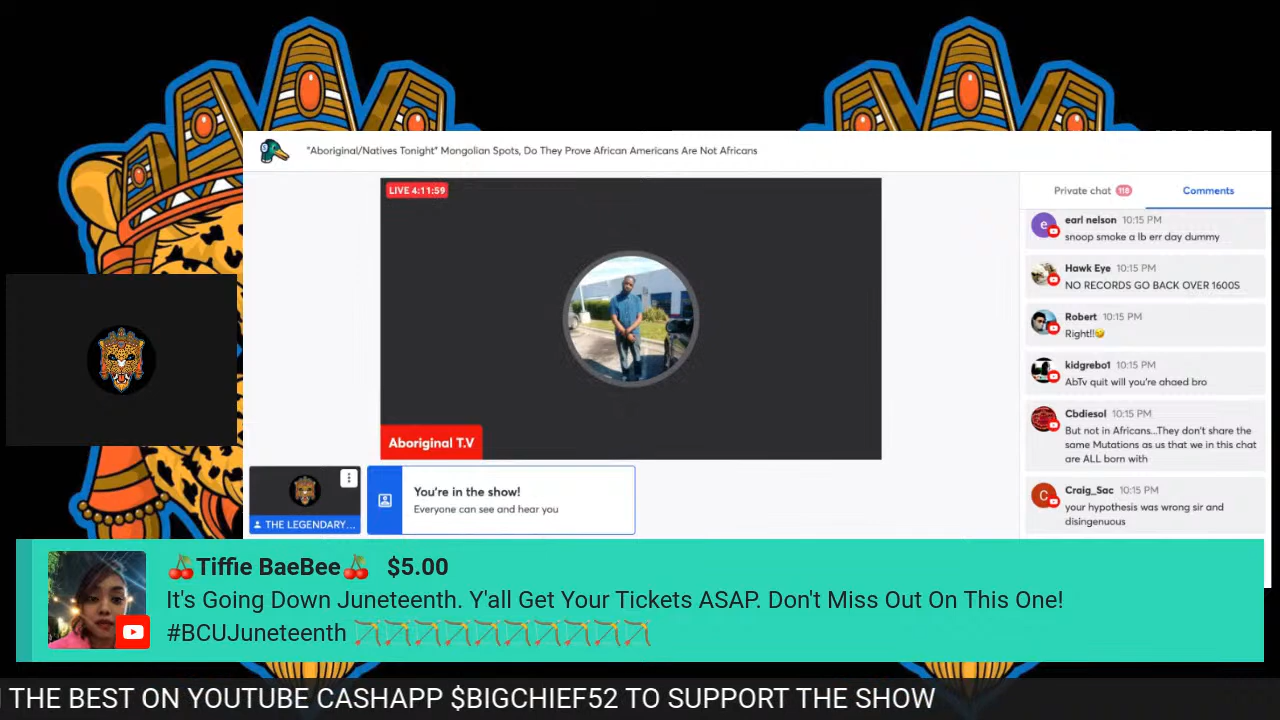 "Aboriginal/Natives Tonight" Mongolian Spots, Do They Prove African Americans Are Not Africans
LIVE 4:11:59
Aboriginal T.V
THE LEGENDARY...
You're in the show!
Everyone can see and hear you
Private chat 118
Comments
earl nelson 10:15 PM
snoop smoke a lb err day dummy
Hawk Eye 10:15 PM
NO RECORDS GO BACK OVER 1600S
Robert 10:15 PM
Right!!🤣
kidgrebo1 10:15 PM
AbTv quit will you're ahaed bro
Cbdiesol 10:15 PM
But not in Africans...They don't share the
same Mutations as us that we in this chat
are ALL born with
C
Craig_Sac 10:15 PM
your hypothesis was wrong sir and
disingenuous
🍒Tiffie BaeBee🍒 $5.00
It's Going Down Juneteenth. Y'all Get Your Tickets ASAP. Don't Miss Out On This One!
#BCUJuneteenth 🏹🏹🏹🏹🏹🏹🏹🏹🏹🏹
THE BEST ON YOUTUBE CASHAPP $BIGCHIEF52 TO SUPPORT THE SHOW